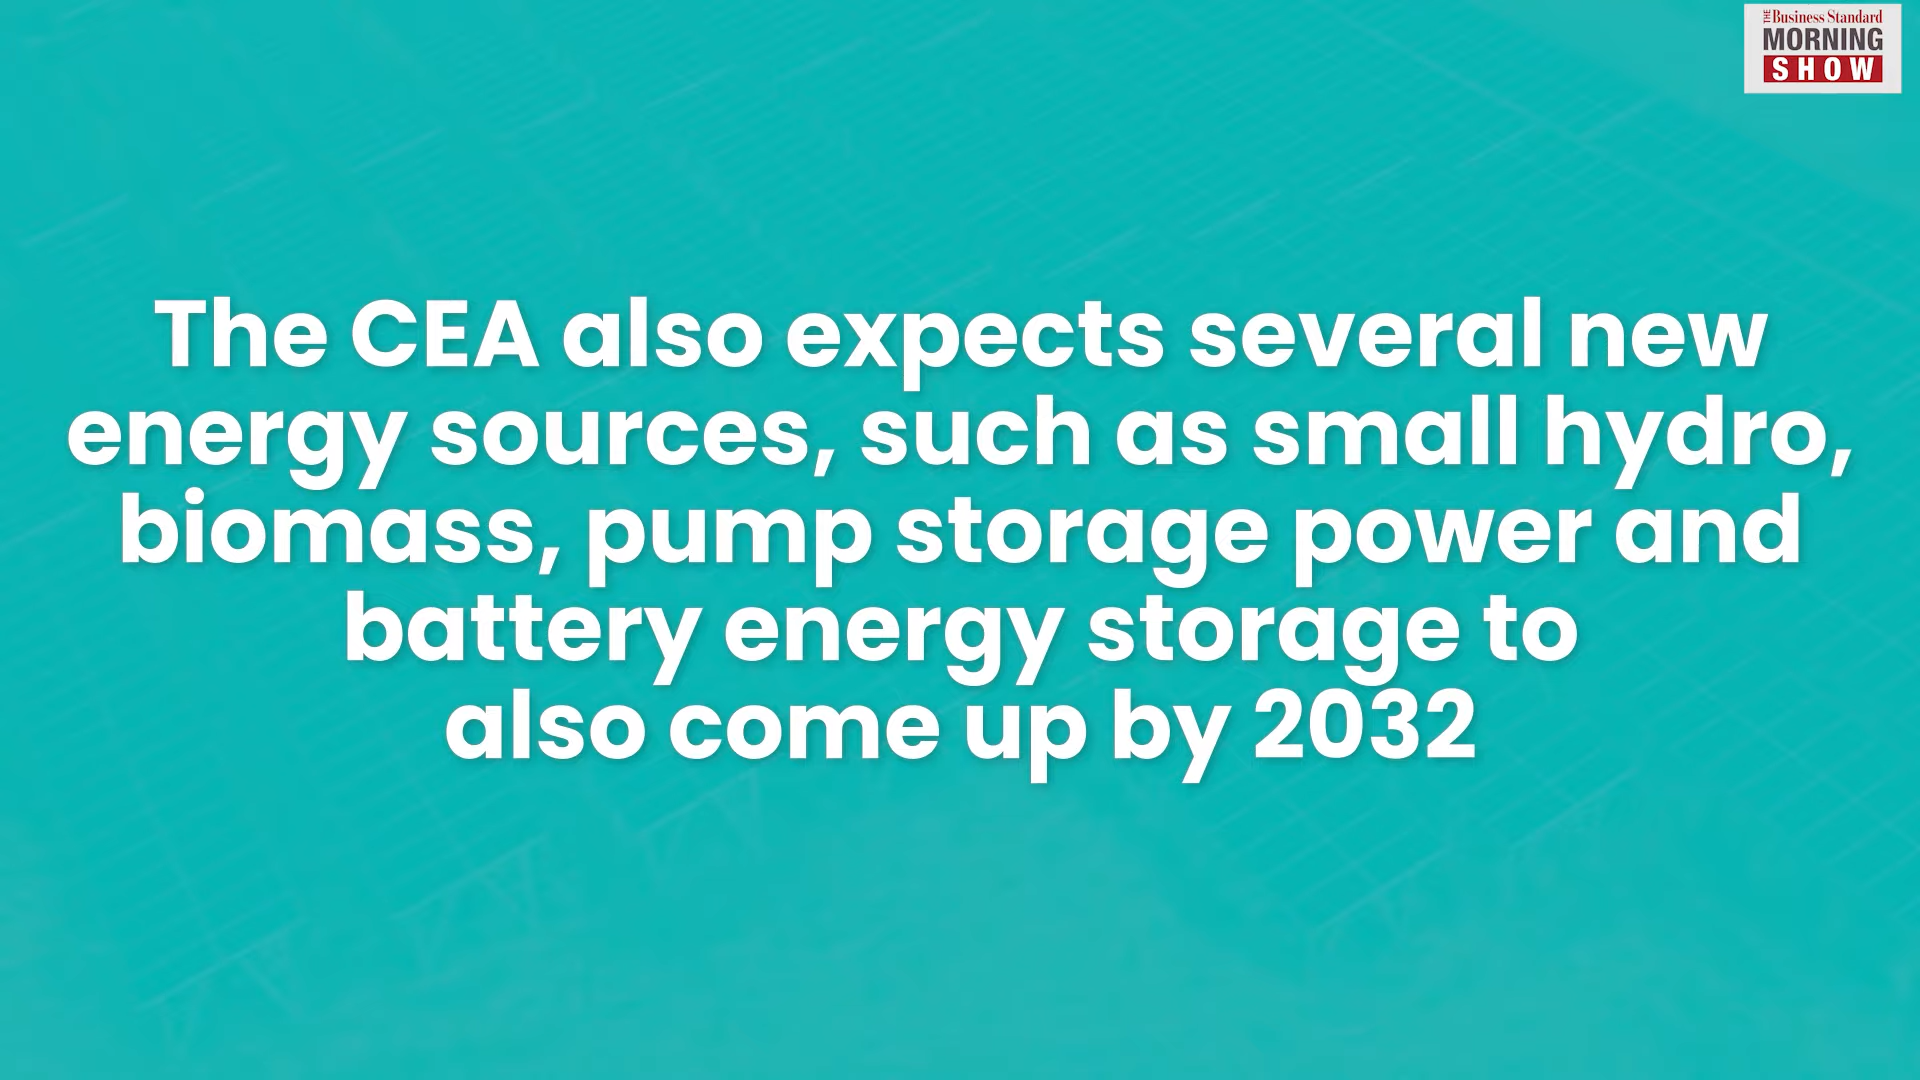 THE Business Standard
MORNING
SHOW
The CEA also expects several new
energy sources, such as small hydro,
biomass, pump storage power and
battery energy storage to
also come up by 2032